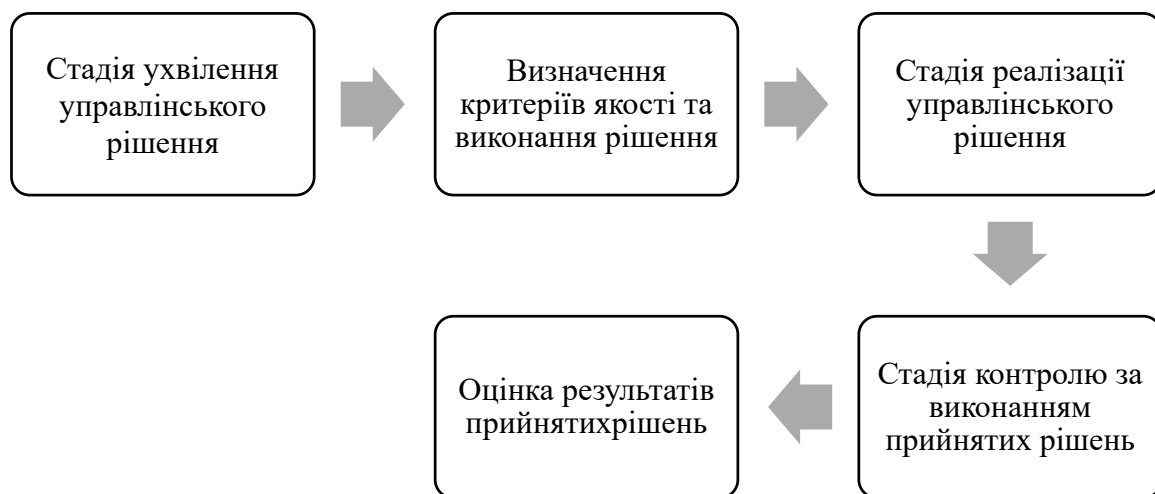 Стадія ухвілення
управлінського
рішення
Визначення
критеріїв якості та
виконання рішення
Стадія реалізації
управлінського
рішення
Стадія контролю за
виконанням
прийнятих рішень
Оцінка результатів
прийнятихрішень